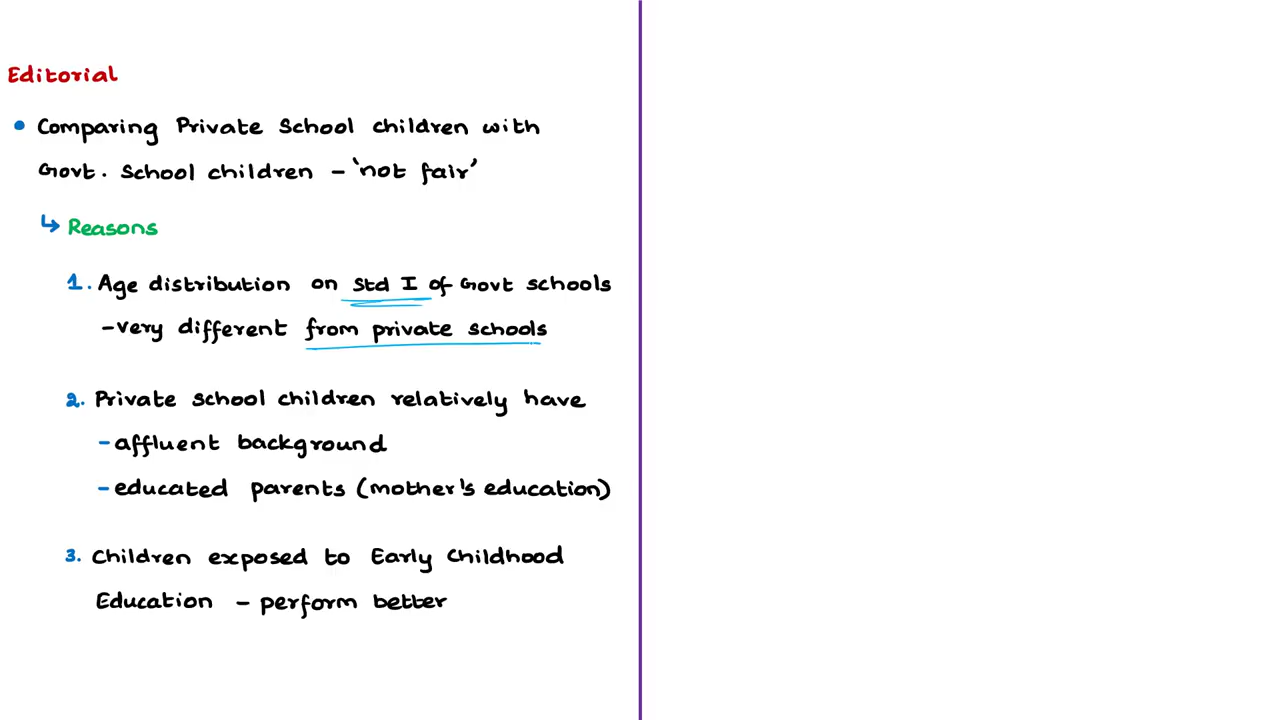 Editorial
• Comparing Private School children with
Govt. School children - 'not fair'
↳ Reasons
1. Age distribution on Std I of Govt schools
-very different from private schools
2. Private school children relatively have
- affluent background
- educated parents (mother's education)
3. Children exposed to Early Childhood
Education - perform better